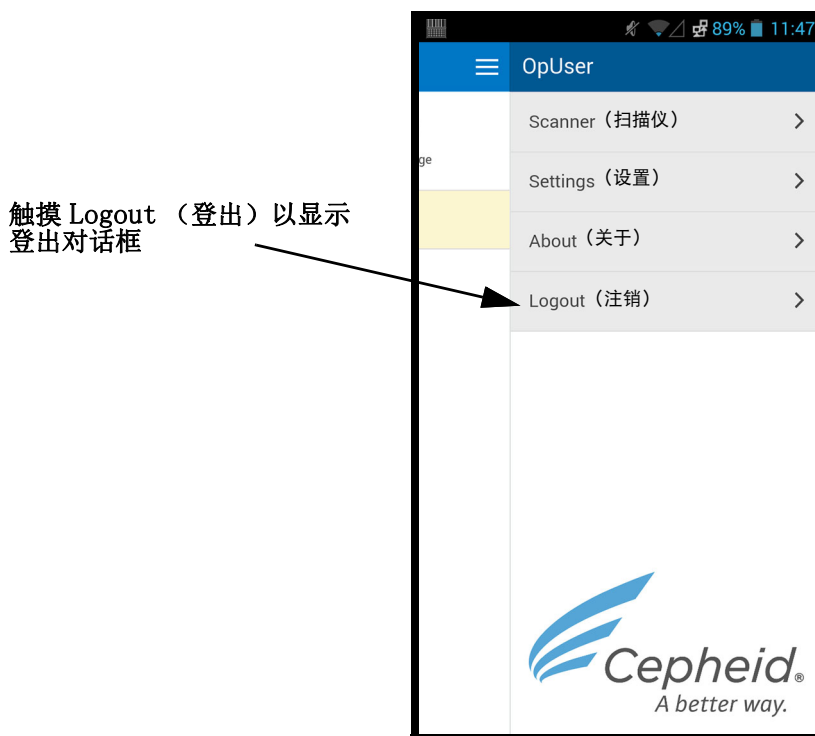 89% 11:47
OpUser
Scanner（扫描仪）
ge
Settings（设置）
触摸 Logout （登出）以显示
登出对话框
About（关于）
Logout（注销）
Cepheid®
A better way.